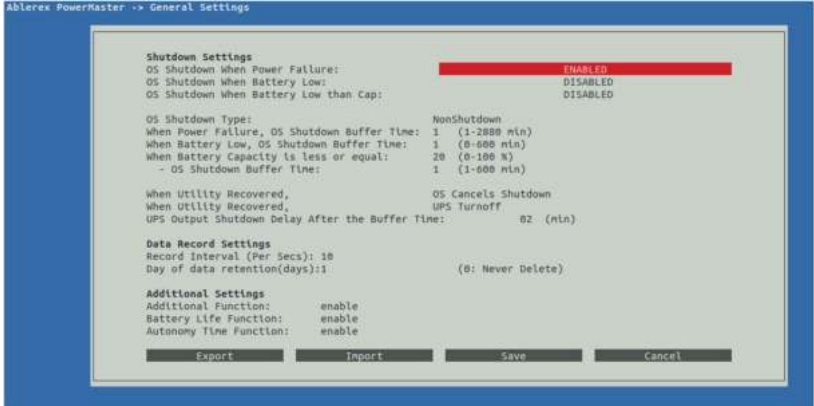 Ablerex PowerMaster -> General Settings
Shutdown Settings
OS Shutdown When Power Failure: ENABLED
OS Shutdown When Battery Low: DISABLED
OS Shutdown When Battery Low than Cap: DISABLED
OS Shutdown Type: NonShutdown
When Power Failure, OS Shutdown Buffer Time: 1 (1-2880 min)
When Battery Low, OS Shutdown Buffer Time: 1 (0-600 min)
When Battery Capacity is less or equal: 20 (0-100 %)
- OS Shutdown Buffer Time: 1 (1-600 min)
When Utility Recovered, OS Cancels Shutdown
When Utility Recovered, UPS Turnoff
UPS Output Shutdown Delay After the Buffer Time: 02 (min)
Data Record Settings
Record Interval (Per Secs): 10
Day of data retention(days):1 (0: Never Delete)
Additional Settings
Additional Function: enable
Battery Life Function: enable
Autonomy Time Function: enable
Export Import Save Cancel